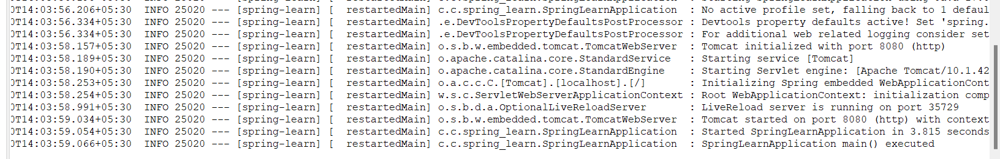 0T14:03:56.206+05:30  INFO 25020 --- [spring-learn] [  restartedMain] c.c.spring_learn.SpringLearnApplication  : No active profile set, falling back to 1 defaul
0T14:03:56.334+05:30  INFO 25020 --- [spring-learn] [  restartedMain] .e.DevToolsPropertyDefaultsPostProcessor : Devtools property defaults active! Set 'spring.
0T14:03:56.334+05:30  INFO 25020 --- [spring-learn] [  restartedMain] .e.DevToolsPropertyDefaultsPostProcessor : For additional web related logging consider set
0T14:03:58.157+05:30  INFO 25020 --- [spring-learn] [  restartedMain] o.s.b.w.embedded.tomcat.TomcatWebServer  : Tomcat initialized with port 8080 (http)
0T14:03:58.189+05:30  INFO 25020 --- [spring-learn] [  restartedMain] o.apache.catalina.core.StandardService   : Starting service [Tomcat]
0T14:03:58.190+05:30  INFO 25020 --- [spring-learn] [  restartedMain] o.apache.catalina.core.StandardEngine    : Starting Servlet engine: [Apache Tomcat/10.1.42
0T14:03:58.253+05:30  INFO 25020 --- [spring-learn] [  restartedMain] o.a.c.c.C.[Tomcat].[localhost].[/]       : Initializing Spring embedded WebApplicationCont
0T14:03:58.254+05:30  INFO 25020 --- [spring-learn] [  restartedMain] w.s.c.ServletWebServerApplicationContext : Root WebApplicationContext: initialization comp
0T14:03:58.991+05:30  INFO 25020 --- [spring-learn] [  restartedMain] o.s.b.d.a.OptionalLiveReloadServer       : LiveReload server is running on port 35729
0T14:03:59.034+05:30  INFO 25020 --- [spring-learn] [  restartedMain] o.s.b.w.embedded.tomcat.TomcatWebServer  : Tomcat started on port 8080 (http) with context
0T14:03:59.054+05:30  INFO 25020 --- [spring-learn] [  restartedMain] c.c.spring_learn.SpringLearnApplication  : Started SpringLearnApplication in 3.815 seconds
0T14:03:59.066+05:30  INFO 25020 --- [spring-learn] [  restartedMain] c.c.spring_learn.SpringLearnApplication  : SpringLearnApplication main() executed